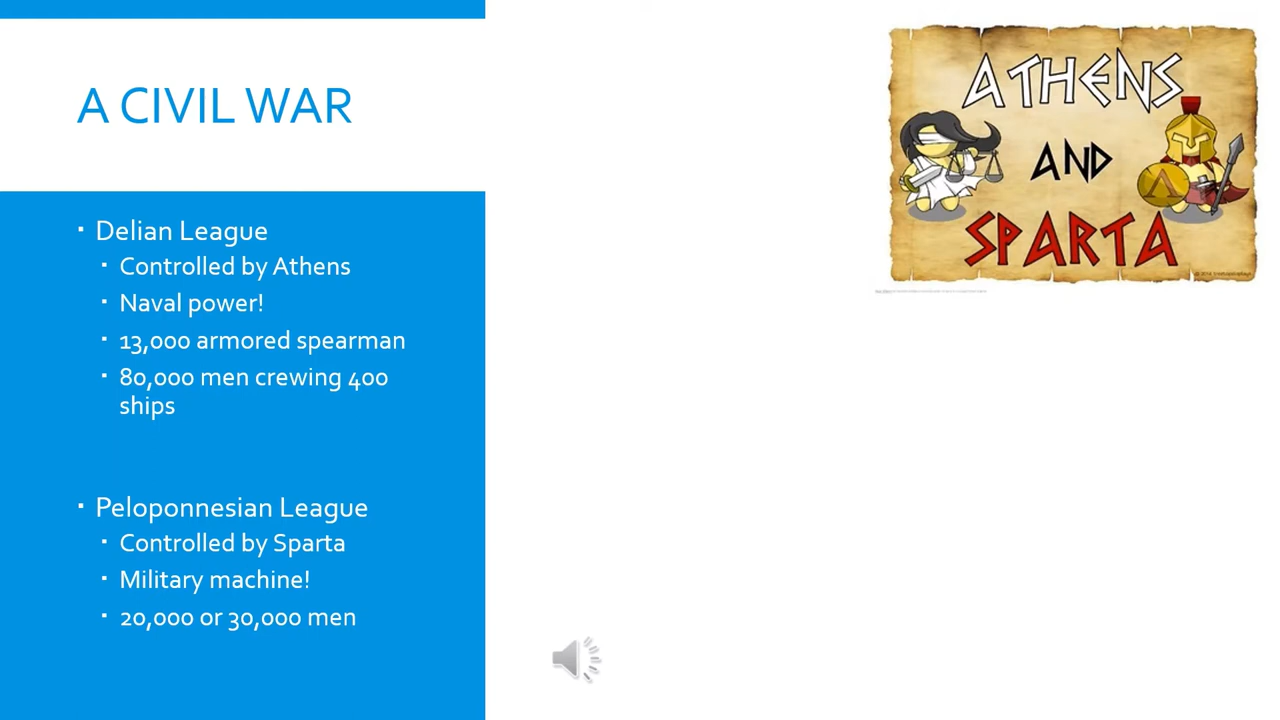 A CIVIL WAR
Delian League
Controlled by Athens
Naval power!
13,000 armored spearman
80,000 men crewing 400
ships
Peloponnesian League
Controlled by Sparta
Military machine!
20,000 or 30,000 men
ATHENS
AND
SPARTA